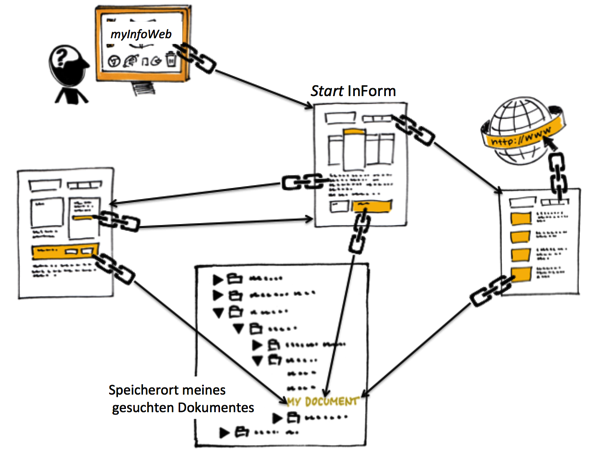 myInfoWeb
Start InForm
http://www
MY DOCUMENT
Speicherort meines
gesuchten Dokumentes